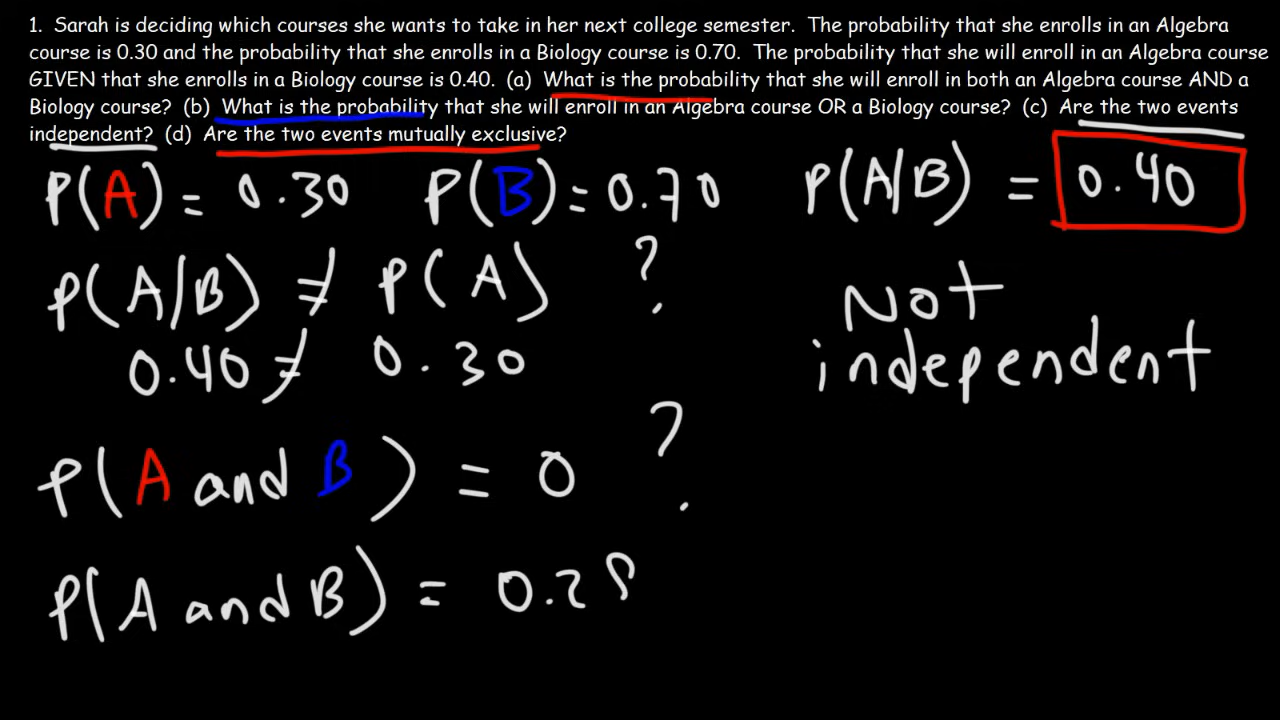 1. Sarah is deciding which courses she wants to take in her next college semester. The probability that she enrolls in an Algebra
course is 0.30 and the probability that she enrolls in a Biology course is 0.70. The probability that she will enroll in an Algebra course
GIVEN that she enrolls in a Biology course is 0.40. (a) What is the probability that she will enroll in both an Algebra course AND a
Biology course? (b) What is the probability that she will enroll in an Algebra course OR a Biology course? (c) Are the two events
independent? (d) Are the two events mutually exclusive?
P(A) = 0.30 P(B) = 0.70 P(A/B) = 0.40
P(A/B) ≠ P(A) ?
Not
0.40 ≠ 0.30
independent
P(A and B) = 0 ?
P(A and B) = 0.28